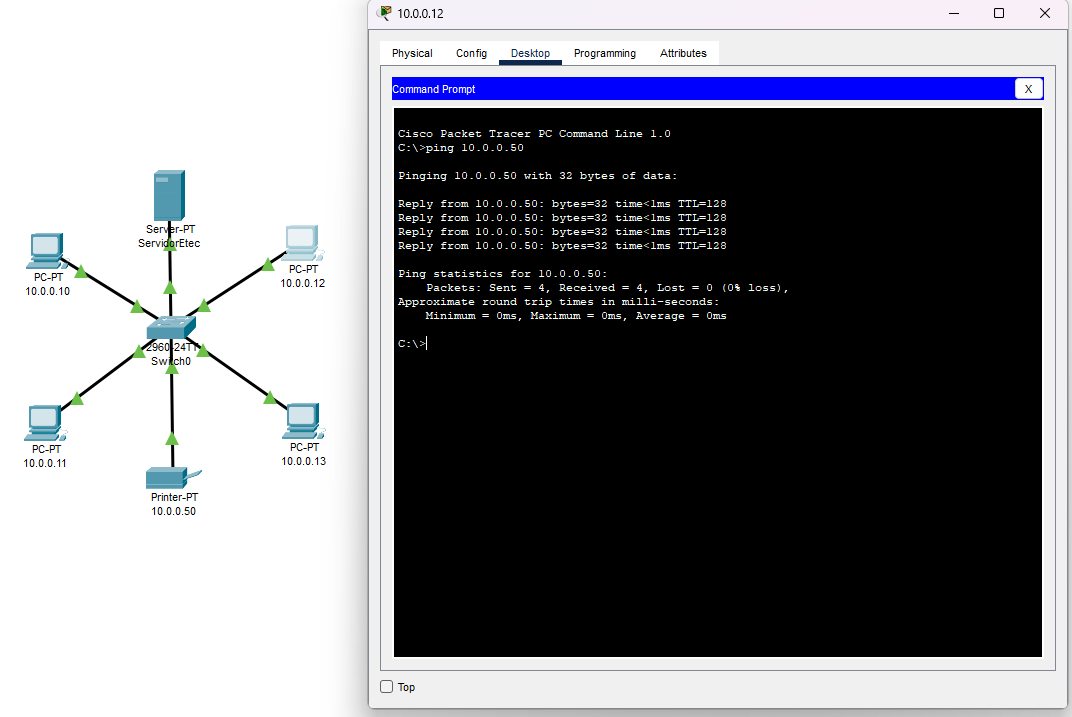 Server-PT
ServidorEtec
PC-PT
10.0.0.10
PC-PT
10.0.0.12
2960-24TT
Switch0
PC-PT
10.0.0.11
PC-PT
10.0.0.13
Printer-PT
10.0.0.50
10.0.0.12
Physical Config Desktop Programming Attributes
Command Prompt X
Cisco Packet Tracer PC Command Line 1.0
C:\>ping 10.0.0.50
Pinging 10.0.0.50 with 32 bytes of data:
Reply from 10.0.0.50: bytes=32 time<1ms TTL=128
Reply from 10.0.0.50: bytes=32 time<1ms TTL=128
Reply from 10.0.0.50: bytes=32 time<1ms TTL=128
Reply from 10.0.0.50: bytes=32 time<1ms TTL=128
Ping statistics for 10.0.0.50:
Packets: Sent = 4, Received = 4, Lost = 0 (0% loss),
Approximate round trip times in milli-seconds:
Minimum = 0ms, Maximum = 0ms, Average = 0ms
C:\>
Top